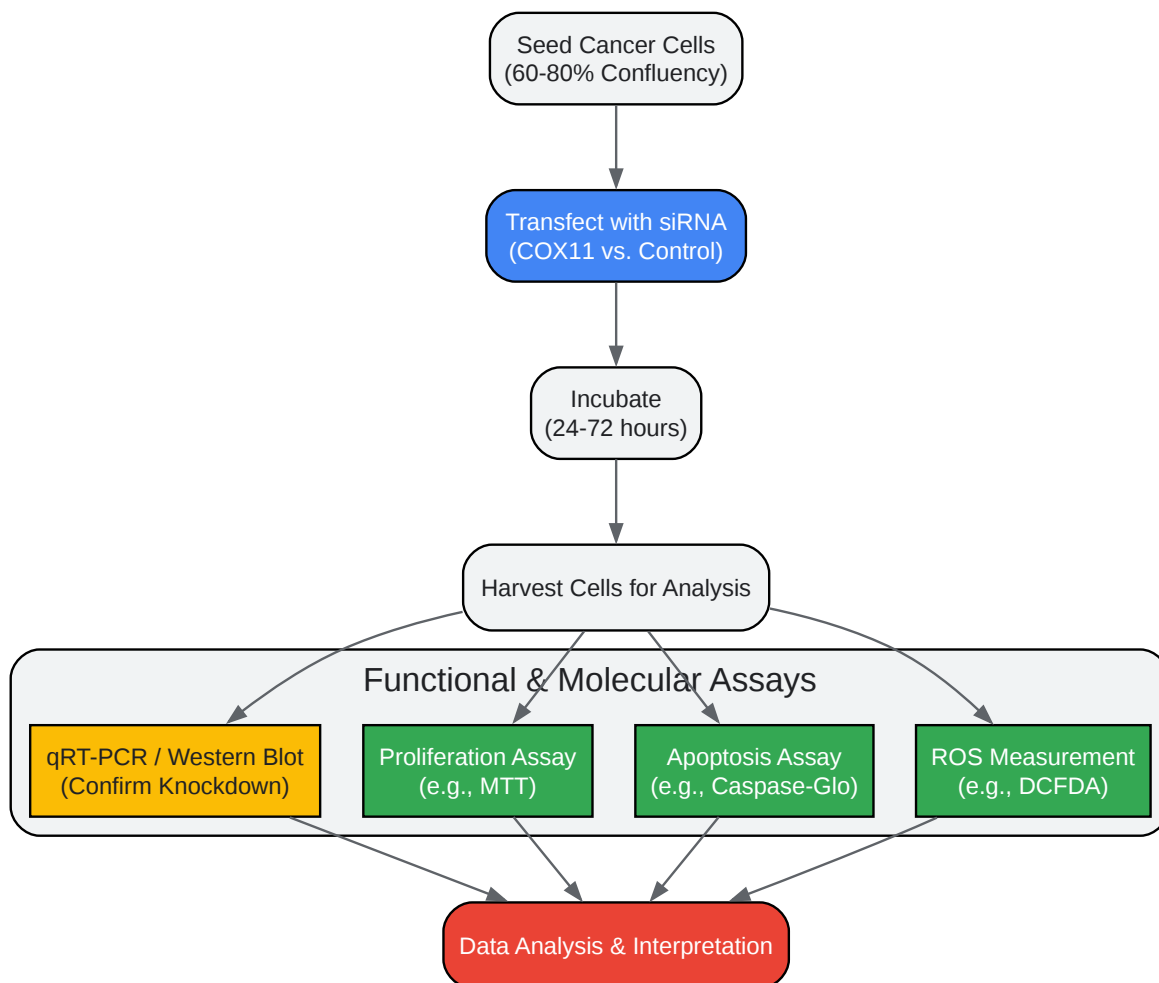 Seed Cancer Cells
(60-80% Confluency)
Transfect with siRNA
(COX11 vs. Control)
Incubate
(24-72 hours)
Harvest Cells for Analysis
Functional & Molecular Assays
qRT-PCR / Western Blot
(Confirm Knockdown)
Proliferation Assay
(e.g., MTT)
Apoptosis Assay
(e.g., Caspase-Glo)
ROS Measurement
(e.g., DCFDA)
Data Analysis & Interpretation